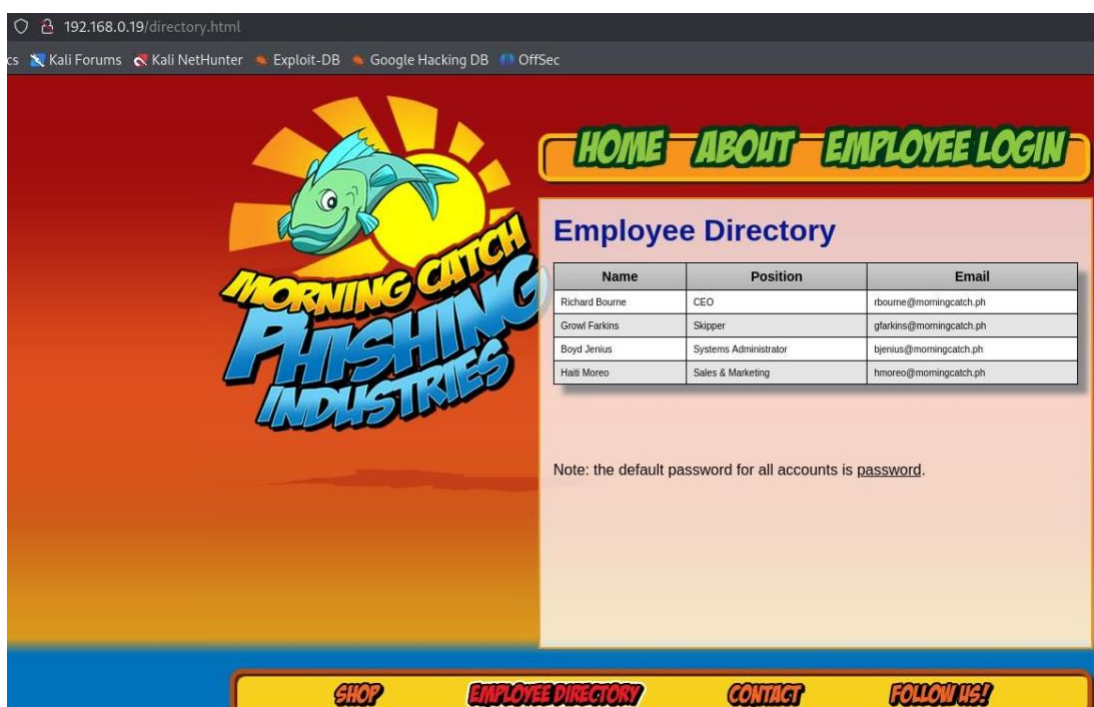 192.168.0.19/directory.html
cs Kali Forums Kali NetHunter Exploit-DB Google Hacking DB OffSec
HOME ABOUT EMPLOYEE LOGIN
MORNING CATCH
PHISHING
INDUSTRIES
Employee Directory
Name Position Email
Richard Bourne CEO rbourne@morningcatch.ph
Growl Farkins Skipper gfarkins@morningcatch.ph
Boyd Jenius Systems Administrator bjenius@morningcatch.ph
Haiti Moreo Sales & Marketing hmoreo@morningcatch.ph
Note: the default password for all accounts is password.
SHOP EMPLOYEE DIRECTORY CONTACT FOLLOW US!